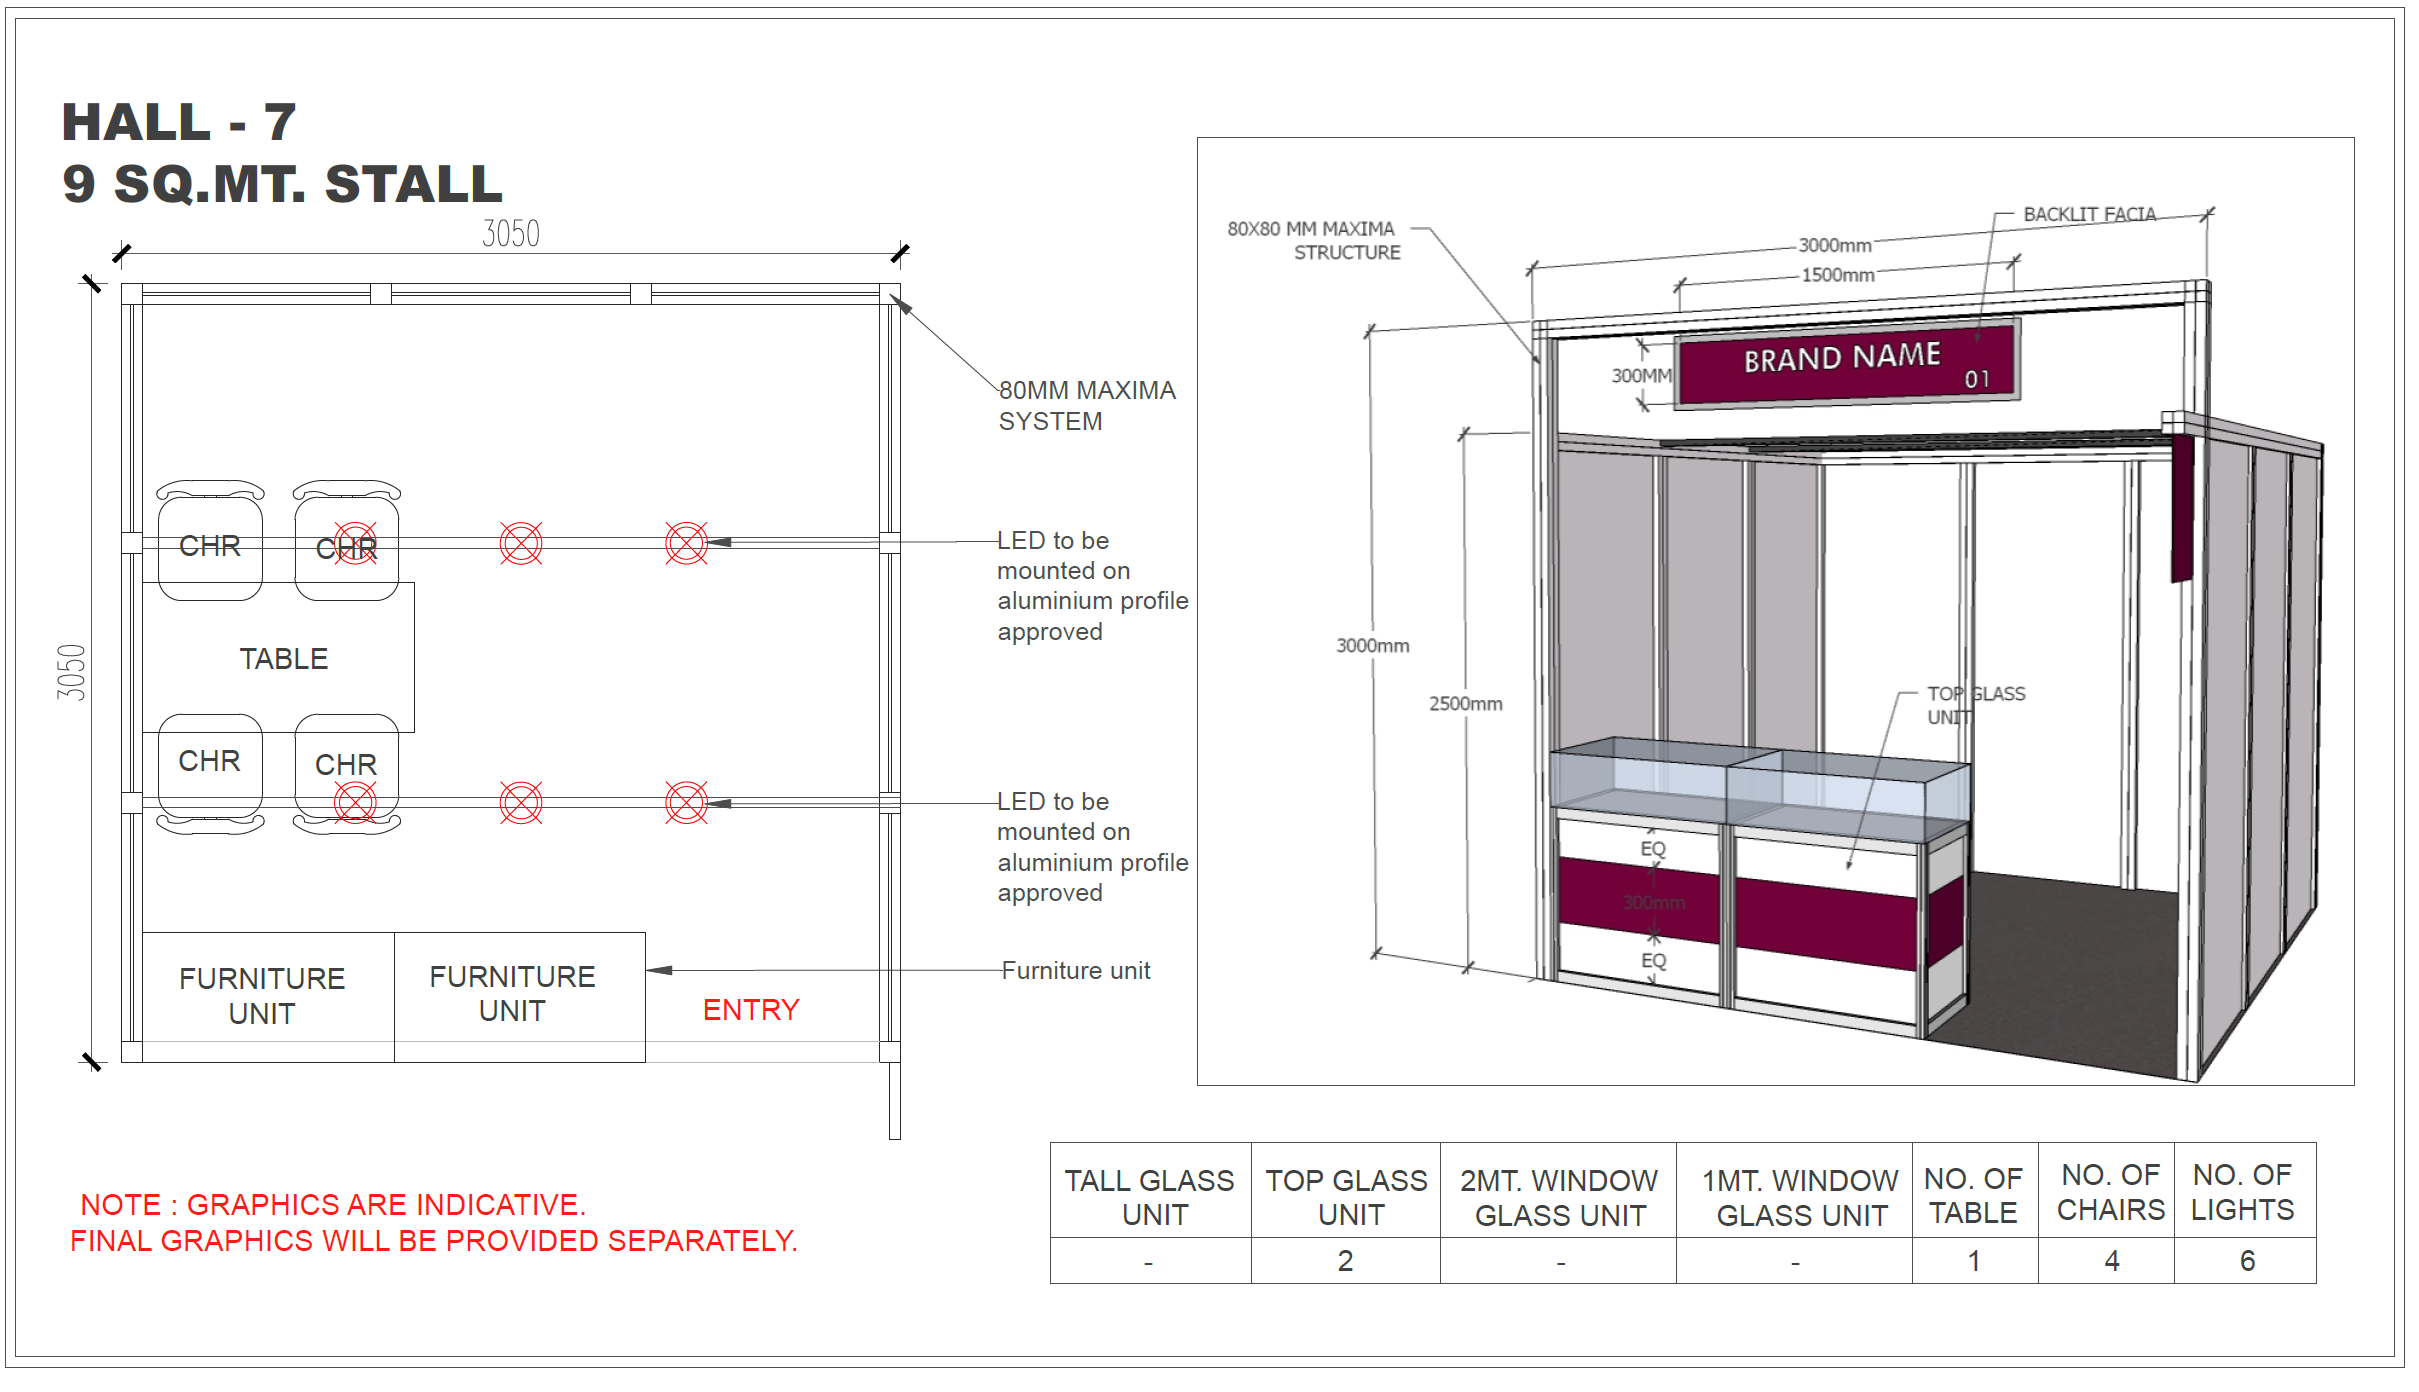 HALL - 7
9 SQ.MT. STALL
3050
3050
80MM MAXIMA
SYSTEM
CHR
CHR
LED to be
mounted on
aluminium profile
approved
TABLE
CHR
CHR
LED to be
mounted on
aluminium profile
approved
FURNITURE
UNIT
FURNITURE
UNIT
Furniture unit
ENTRY
NOTE : GRAPHICS ARE INDICATIVE.
FINAL GRAPHICS WILL BE PROVIDED SEPARATELY.
80X80 MM MAXIMA
STRUCTURE
BACKLIT FACIA
3000mm
1500mm
BRAND NAME
01
300MM
3000mm
2500mm
TOP GLASS
UNIT
EQ
300mm
EQ
TALL GLASS
UNIT
TOP GLASS
UNIT
2MT. WINDOW
GLASS UNIT
1MT. WINDOW
GLASS UNIT
NO. OF
TABLE
NO. OF
CHAIRS
NO. OF
LIGHTS
-
2
-
-
1
4
6